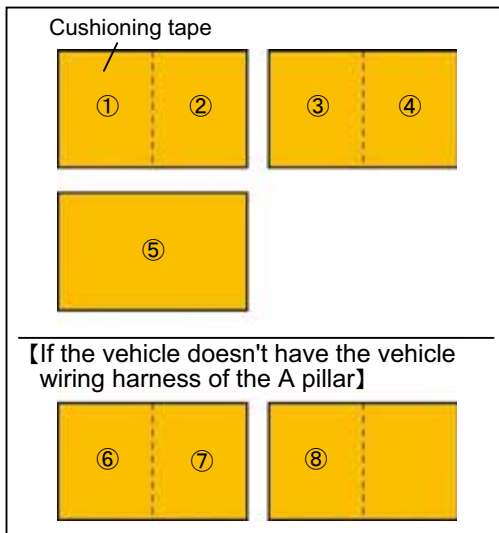 Cushioning tape
① ② ③ ④
⑤
【If the vehicle doesn't have the vehicle
wiring harness of the A pillar】
⑥ ⑦ ⑧